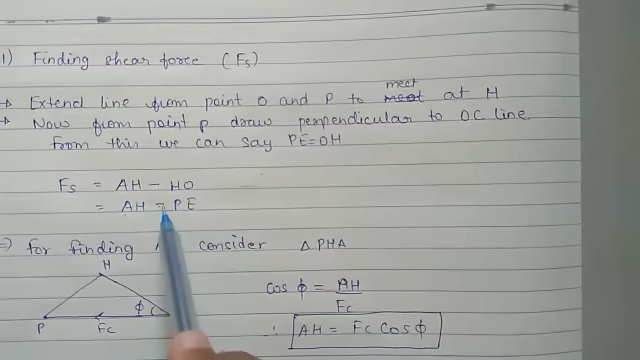 1) Finding shear force (Fs)
→ Extend line from point O and P to meet at H
→ Now from point P draw perpendicular to OC line
From this we can say PE=OH
Fs = AH − HO
= AH − PE
⇒ for finding consider △ PHA
H
cos ϕ = AH
Fc
ϕ
P Fc
∴ AH = Fc Cosϕ